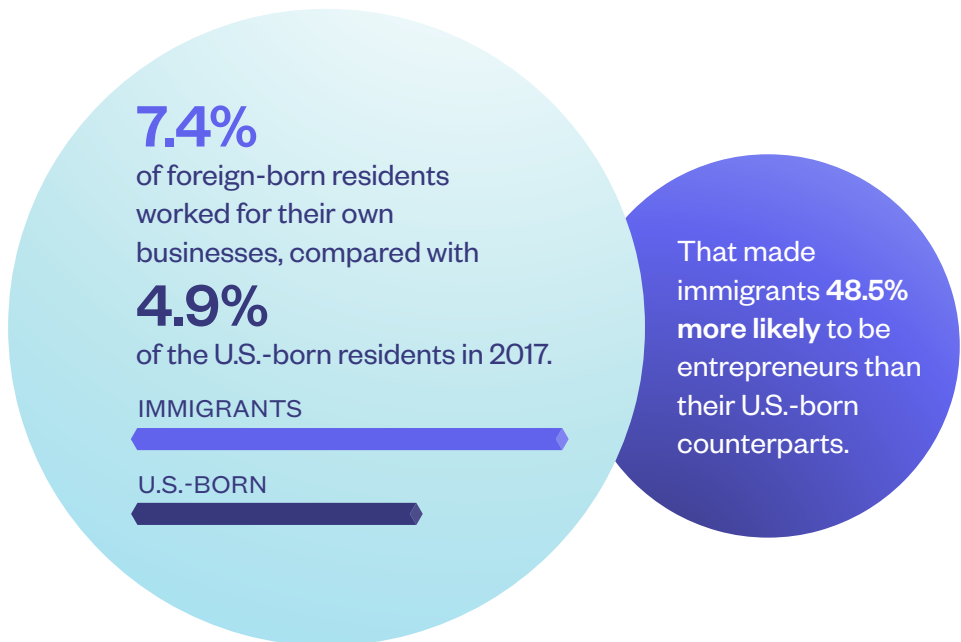 7.4%
of foreign-born residents
worked for their own
businesses, compared with
4.9%
of the U.S.-born residents in 2017.
IMMIGRANTS
U.S.-BORN
That made
immigrants 48.5%
more likely to be
entrepreneurs than
their U.S.-born
counterparts.